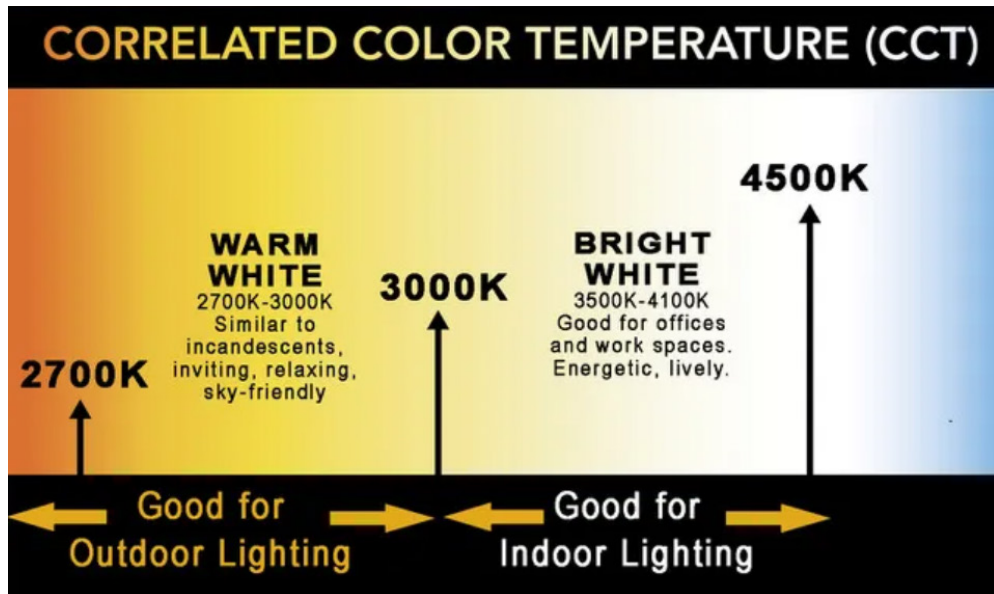 CORRELATED COLOR TEMPERATURE (CCT)
4500K
WARM
WHITE
2700K-3000K
Similar to
incandescents,
inviting, relaxing,
sky-friendly
3000K
BRIGHT
WHITE
3500K-4100K
Good for offices
and work spaces.
Energetic, lively.
2700K
Good for
Outdoor Lighting
Good for
Indoor Lighting